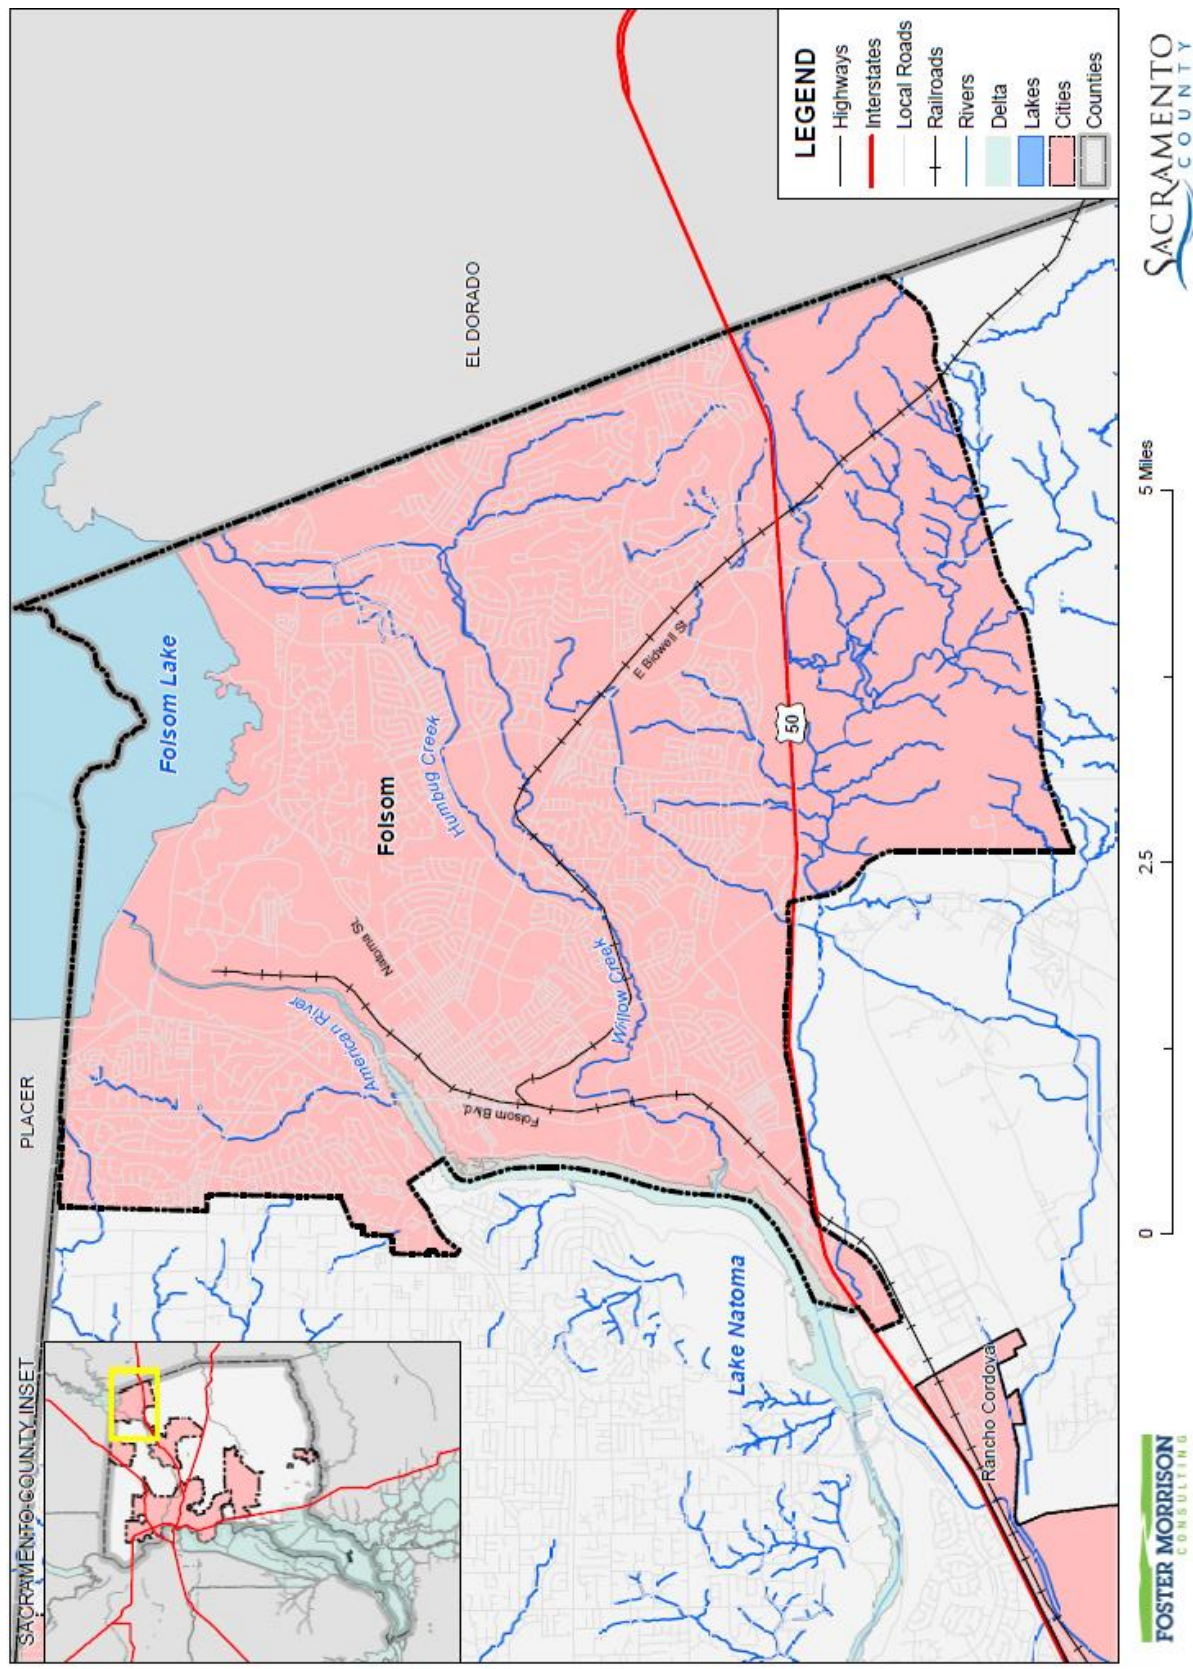 SACRAMENTO COUNTY INSET
PLACER
Folsom Lake
EL DORADO
American River
Natoma St.
Folsom
Humbug Creek
Folsom Blvd.
Willow Creek
E Bidwell St
50
Lake Natoma
Rancho Cordova
LEGEND
Highways
Interstates
Local Roads
Railroads
Rivers
Delta
Lakes
Cities
Counties
0
2.5
5 Miles
FOSTER MORRISON
CONSULTING
SACRAMENTO
COUNTY